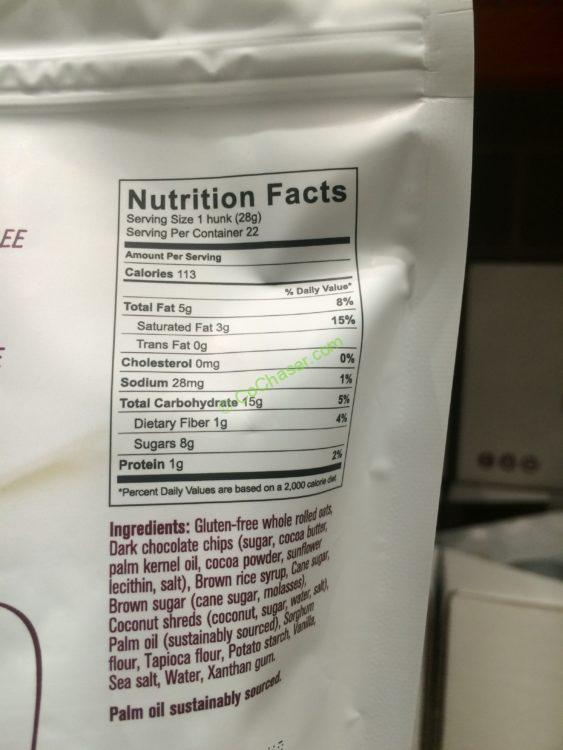 EE
E
Nutrition Facts
Serving Size 1 hunk (28g)
Serving Per Container 22
Amount Per Serving
Calories 113
% Daily Value*
Total Fat 5g 8%
Saturated Fat 3g 15%
Trans Fat 0g
Cholesterol 0mg 0%
Sodium 28mg 1%
Total Carbohydrate 15g 5%
Dietary Fiber 1g 4%
Sugars 8g
Protein 1g 2%
*Percent Daily Values are based on a 2,000 calorie diet
CoChaser.com
Ingredients: Gluten-free whole rolled oats,
Dark chocolate chips (sugar, cocoa butter,
palm kernel oil, cocoa powder, sunflower
lecithin, salt), Brown rice syrup, Cane sugar,
Brown sugar (cane sugar, molasses),
Coconut shreds (coconut, sugar, water, salt),
Palm oil (sustainably sourced), Sorghum
flour, Tapioca flour, Potato starch, Vanilla,
Sea salt, Water, Xanthan gum.
Palm oil sustainably sourced.